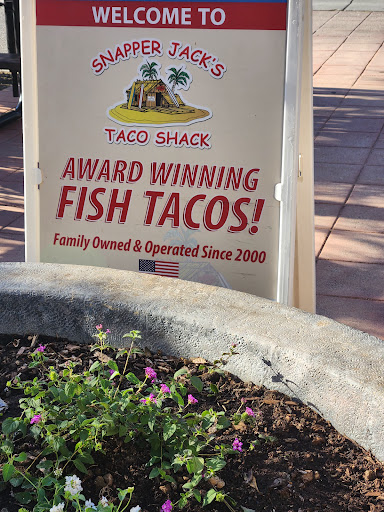 WELCOME TO
SNAPPER JACK'S
TACO SHACK
AWARD WINNING
FISH TACOS!
Family Owned & Operated Since 2000